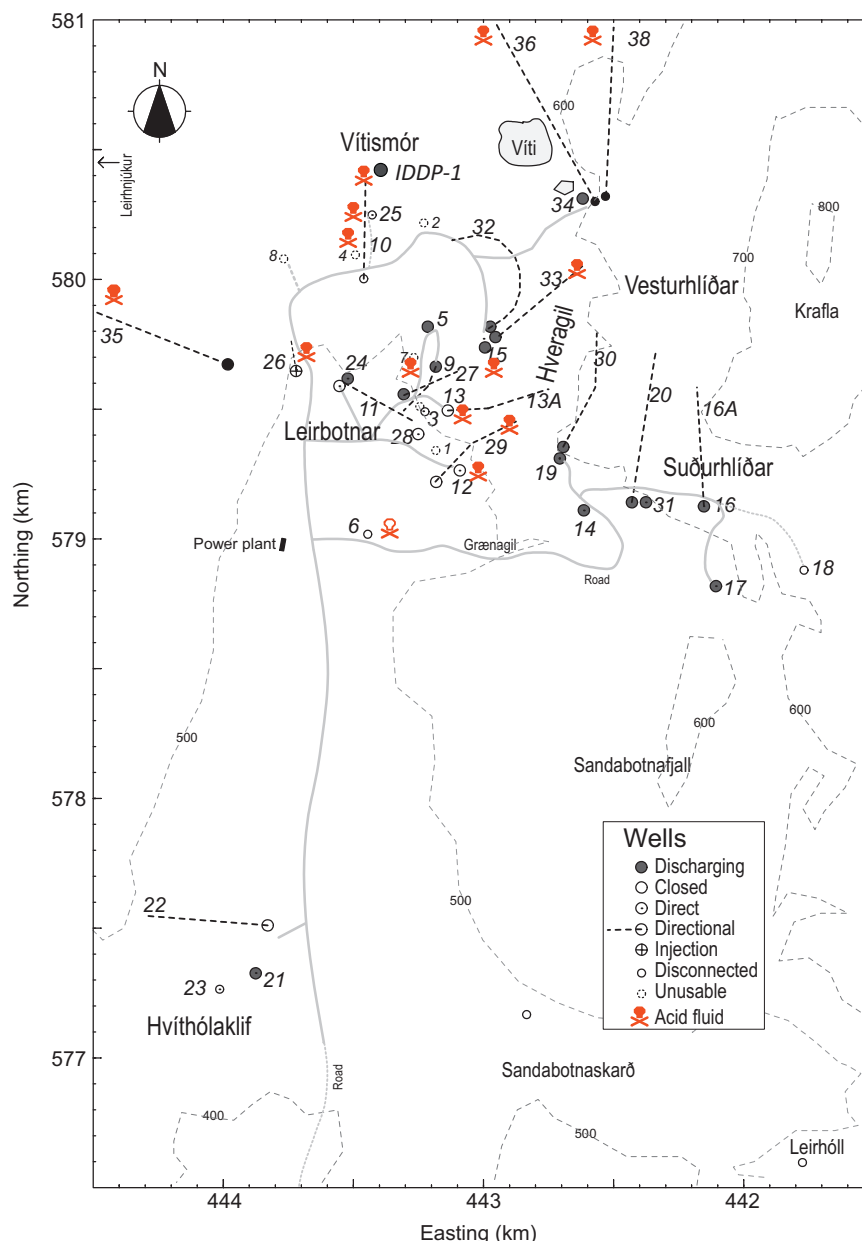 581
36
38
N
600
Vítismór
Víti
IDDP-1
Leirhnjúkur
34
25
2
800
32
10
4
700
8
580
33
Vesturhlíðar
Krafla
35
5
Hveragil
26
24
7
9
15
30
27
20
16A
11
3
13
13A
Leirbotnar
28
1
29
Suðurhlíðar
19
12
31
16
14
6
579
Power plant
Grænagil
Road
18
17
Northing (km)
500
600
600
Sandabotnafjall
578
Wells
Discharging
Closed
Direct
Directional
Injection
Disconnected
Unusable
Acid fluid
22
500
21
23
Hvíthólaklif
577
Road
Sandabotnaskarð
400
500
Leirhóll
444
443
442
Easting (km)